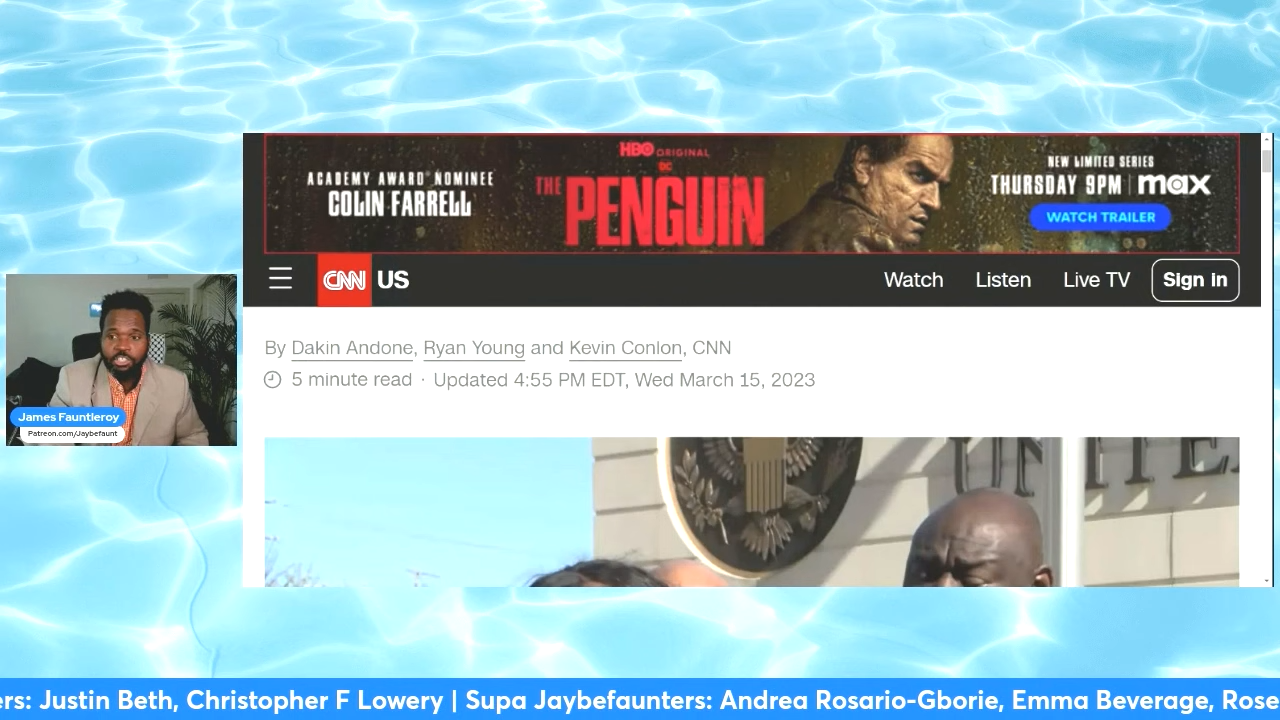 ACADEMY AWARD® NOMINEE
COLIN FARRELL
HBO ORIGINAL
DC
THE PENGUIN
NEW LIMITED SERIES
THURSDAY 9PM | max
WATCH TRAILER
CNN US
Watch
Listen
Live TV
Sign in
By Dakin Andone, Ryan Young and Kevin Conlon, CNN
5 minute read · Updated 4:55 PM EDT, Wed March 15, 2023
UNITE
James Fauntleroy
Patreon.com/Jaybefaunt
ers: Justin Beth, Christopher F Lowery | Supa Jaybefaunters: Andrea Rosario-Gborie, Emma Beverage, Rose